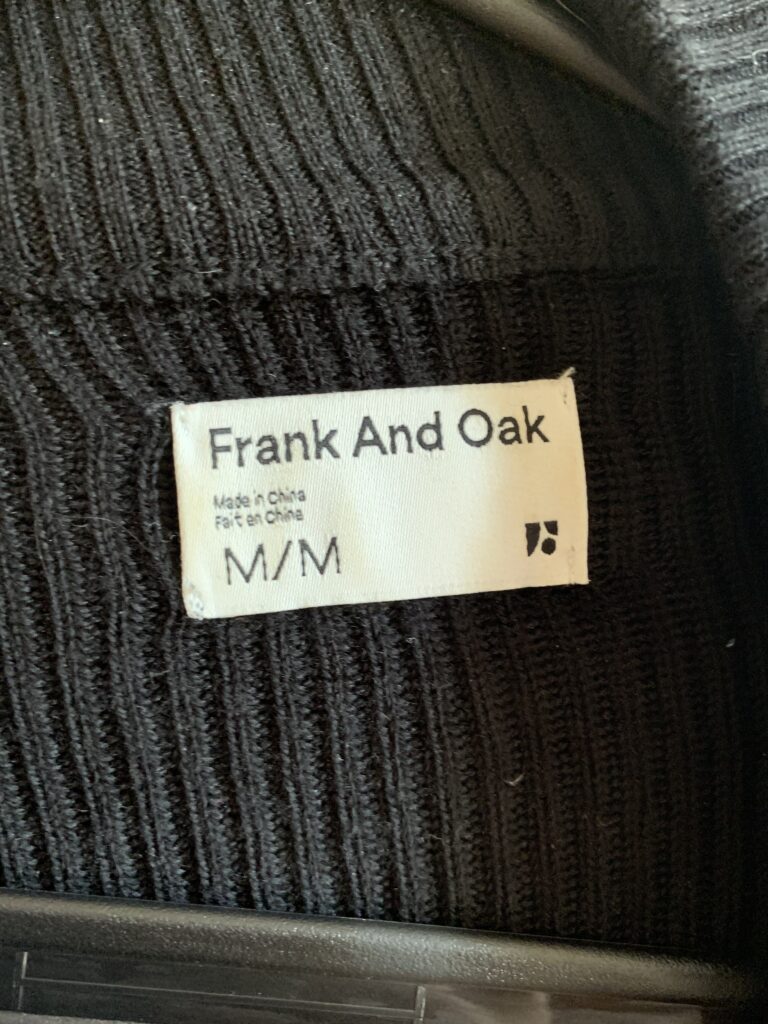 Frank And Oak
Made in China
Fait en Chine
M/M